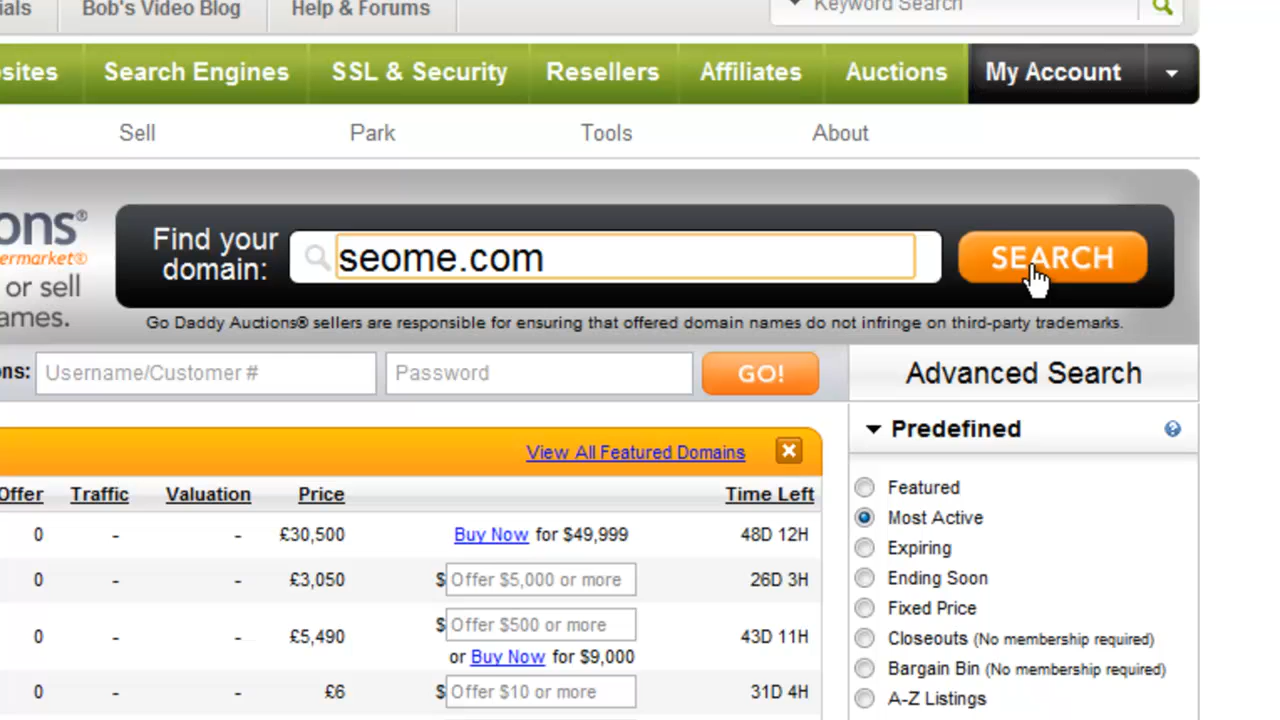 ials Bob's Video Blog Help & Forums Keyword Search
sites Search Engines SSL & Security Resellers Affiliates Auctions My Account
Sell Park Tools About
ons®
ermarket®
or sell
ames.
Find your
domain:
seome.com
SEARCH
Go Daddy Auctions® sellers are responsible for ensuring that offered domain names do not infringe on third-party trademarks.
ons: Username/Customer # Password GO! Advanced Search
View All Featured Domains
Offer Traffic Valuation Price Time Left
0 - - £30,500 Buy Now for $49,999 48D 12H
0 - - £3,050 $ Offer $5,000 or more 26D 3H
0 - - £5,490 $ Offer $500 or more 43D 11H
or Buy Now for $9,000
0 - - £6 $ Offer $10 or more 31D 4H
Predefined ?
Featured
Most Active
Expiring
Ending Soon
Fixed Price
Closeouts (No membership required)
Bargain Bin (No membership required)
A-Z Listings